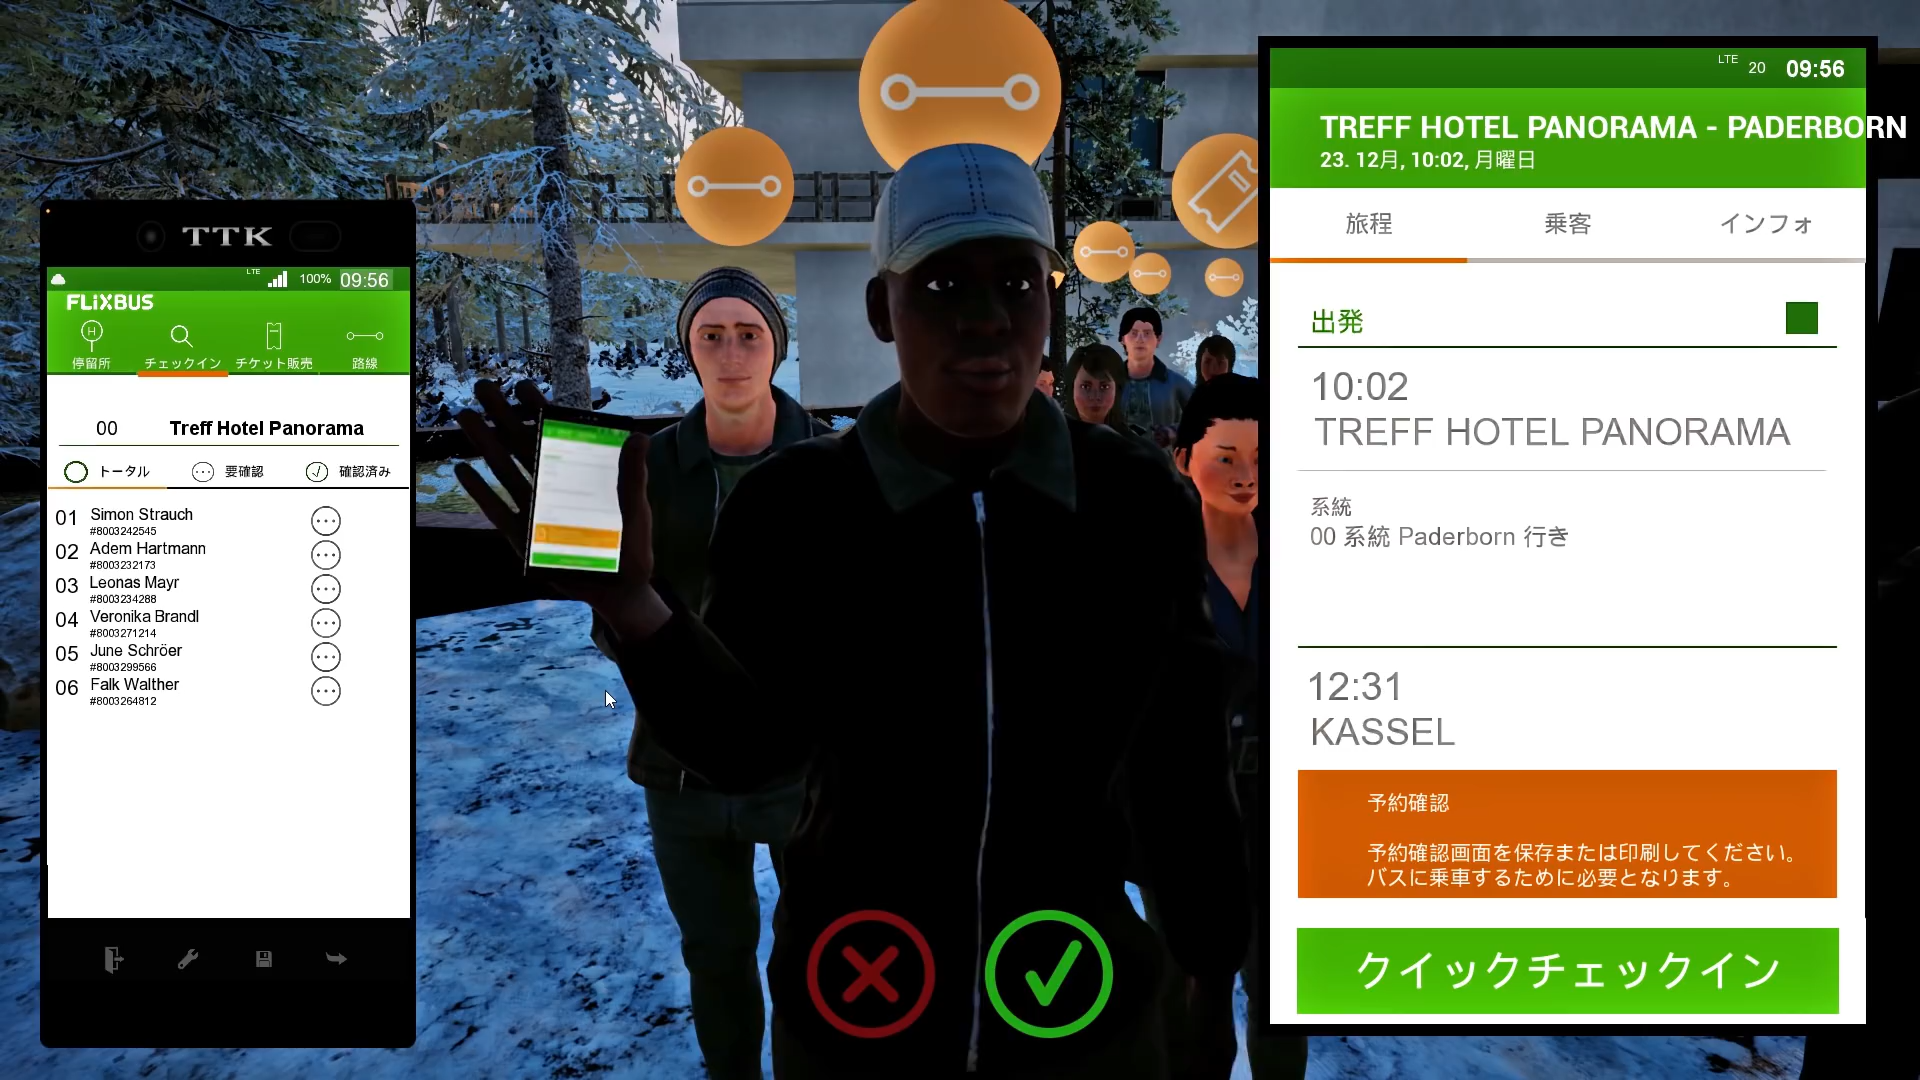 TTK
LTE 100% 09:56
FLiXBUS
停留所 チェックイン チケット販売 路線
00 Treff Hotel Panorama
トータル 要確認 確認済み
01 Simon Strauch
#8003242545
02 Adem Hartmann
#8003232173
03 Leonas Mayr
#8003234288
04 Veronika Brandl
#8003271214
05 June Schröer
#8003299566
06 Falk Walther
#8003264812
LTE 20 09:56
TREFF HOTEL PANORAMA - PADERBORN
23. 12月, 10:02, 月曜日
旅程 乗客 インフォ
出発
10:02
TREFF HOTEL PANORAMA
系統
00 系統 Paderborn 行き
12:31
KASSEL
予約確認
予約確認画面を保存または印刷してください。
バスに乗車するために必要となります。
クイックチェックイン